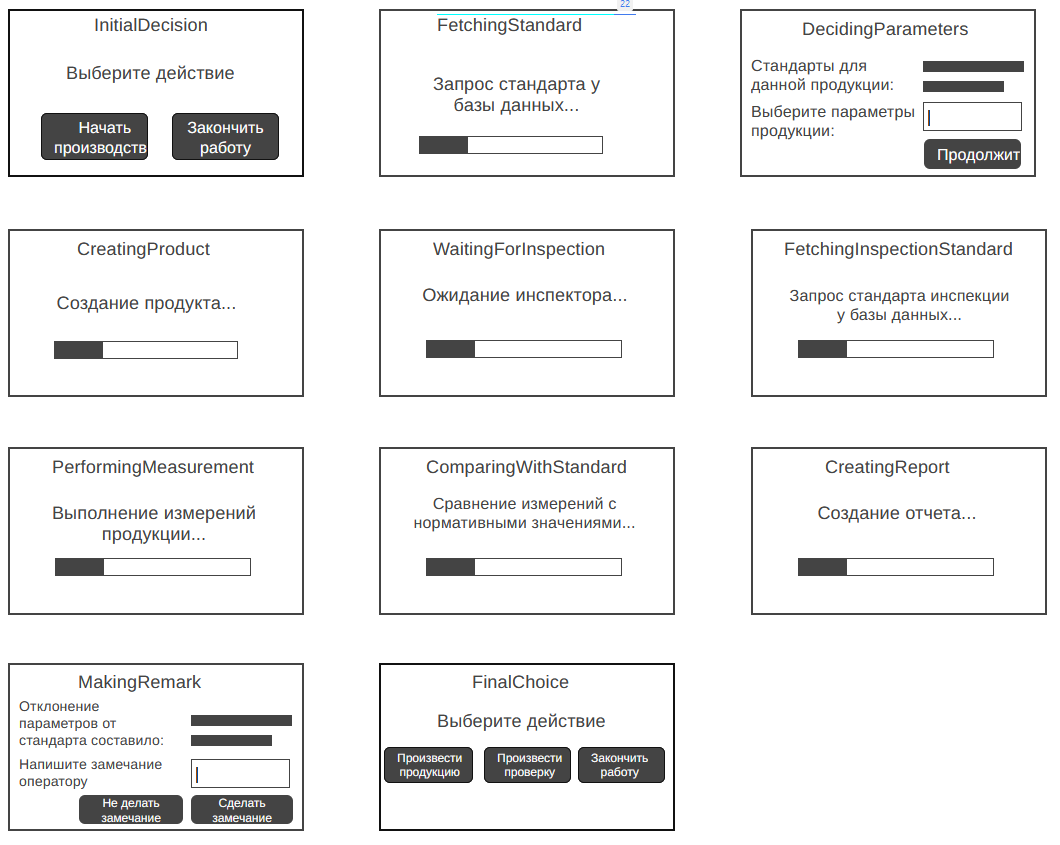 22
InitialDecision
Выберите действие
Начать
производств
Закончить
работу
FetchingStandard
Запрос стандарта у
базы данных...
DecidingParameters
Стандарты для
данной продукции:
Выберите параметры
продукции:
Продолжит
CreatingProduct
Создание продукта...
WaitingForInspection
Ожидание инспектора...
FetchingInspectionStandard
Запрос стандарта инспекции
у базы данных...
PerformingMeasurement
Выполнение измерений
продукции...
ComparingWithStandard
Сравнение измерений с
нормативными значениями...
CreatingReport
Создание отчета...
MakingRemark
Отклонение
параметров от
стандарта составило:
Напишите замечание
оператору
Не делать
замечание
Сделать
замечание
FinalChoice
Выберите действие
Произвести
продукцию
Произвести
проверку
Закончить
работу